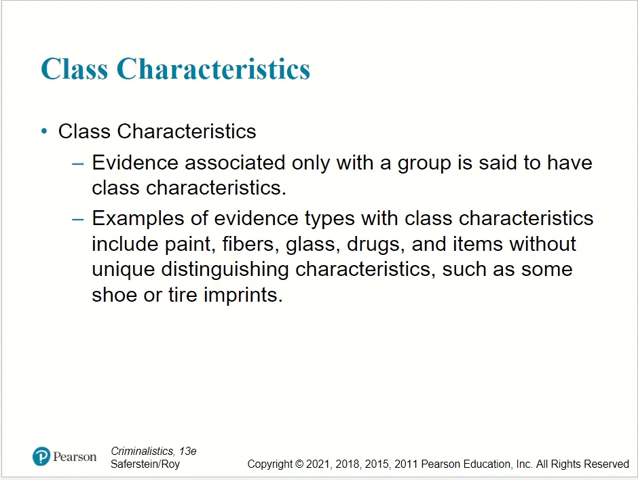 Class Characteristics
• Class Characteristics
– Evidence associated only with a group is said to have
class characteristics.
– Examples of evidence types with class characteristics
include paint, fibers, glass, drugs, and items without
unique distinguishing characteristics, such as some
shoe or tire imprints.
Pearson
Criminalistics, 13e
Saferstein/Roy
Copyright © 2021, 2018, 2015, 2011 Pearson Education, Inc. All Rights Reserved